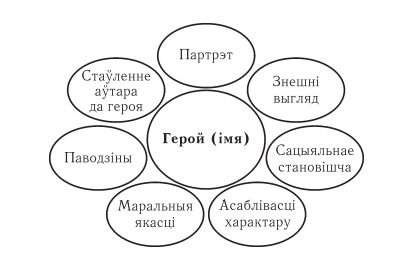 Партрэт
Стаўленне
аўтара
да героя
Знешні
выгляд
Герой (імя)
Паводзіны
Сацыяльнае
становішча
Маральныя
якасці
Асаблівасці
характару